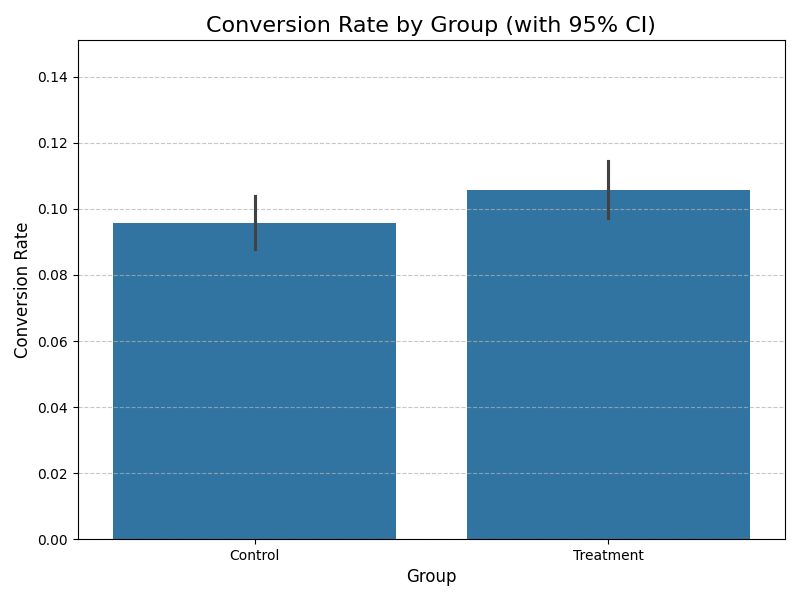 Conversion Rate by Group (with 95% CI)
0.14
0.12
0.10
0.08
0.06
0.04
0.02
0.00
Conversion Rate
Control
Treatment
Group